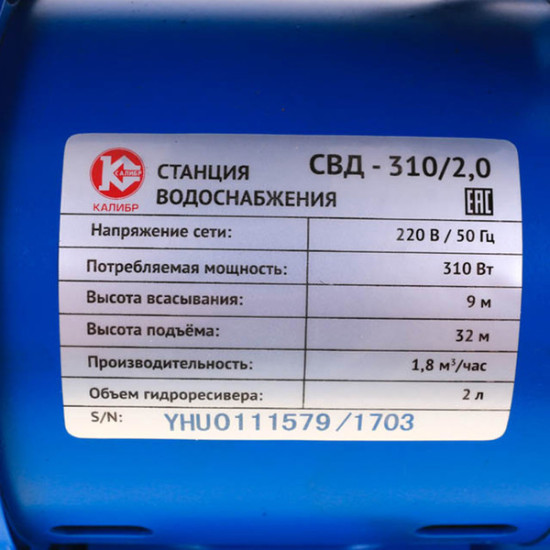 КАЛИБР
КАЛИБР
СТАНЦИЯ
ВОДОСНАБЖЕНИЯ
СВД - 310/2,0
EAC
Напряжение сети: 220 В / 50 Гц
Потребляемая мощность: 310 Вт
Высота всасывания: 9 м
Высота подъёма: 32 м
Производительность: 1,8 м³/час
Объем гидроресивера: 2 л
S/N: YHU0111579/1703